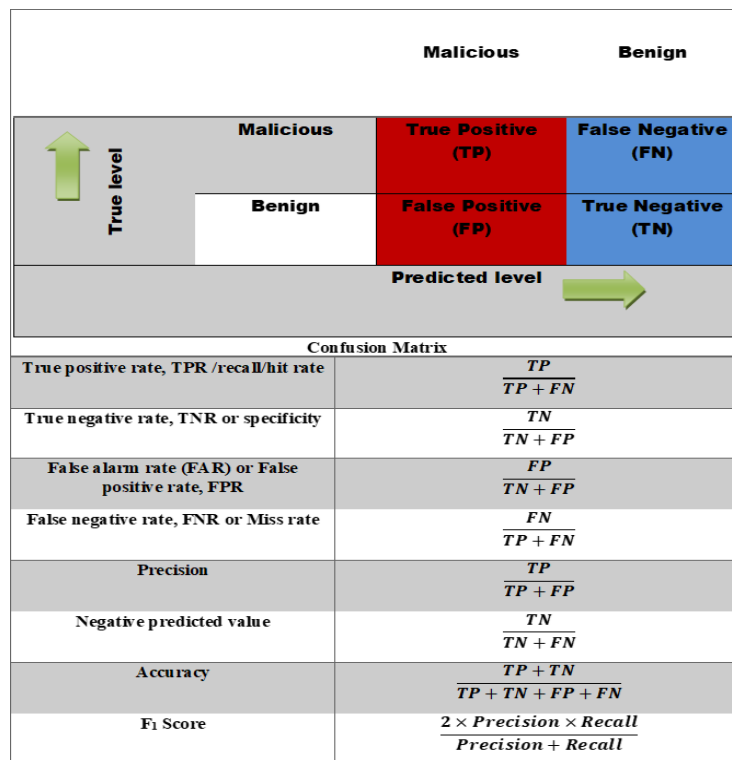 Malicious Benign
Malicious True Positive (TP) False Negative (FN)
True level
Benign False Positive (FP) True Negative (TN)
Predicted level
Confusion Matrix
True positive rate, TPR /recall/hit rate TP / TP + FN
True negative rate, TNR or specificity TN / TN + FP
False alarm rate (FAR) or False positive rate, FPR FP / TN + FP
False negative rate, FNR or Miss rate FN / TP + FN
Precision TP / TP + FP
Negative predicted value TN / TN + FN
Accuracy TP + TN / TP + TN + FP + FN
F₁ Score 2 × Precision × Recall / Precision + Recall